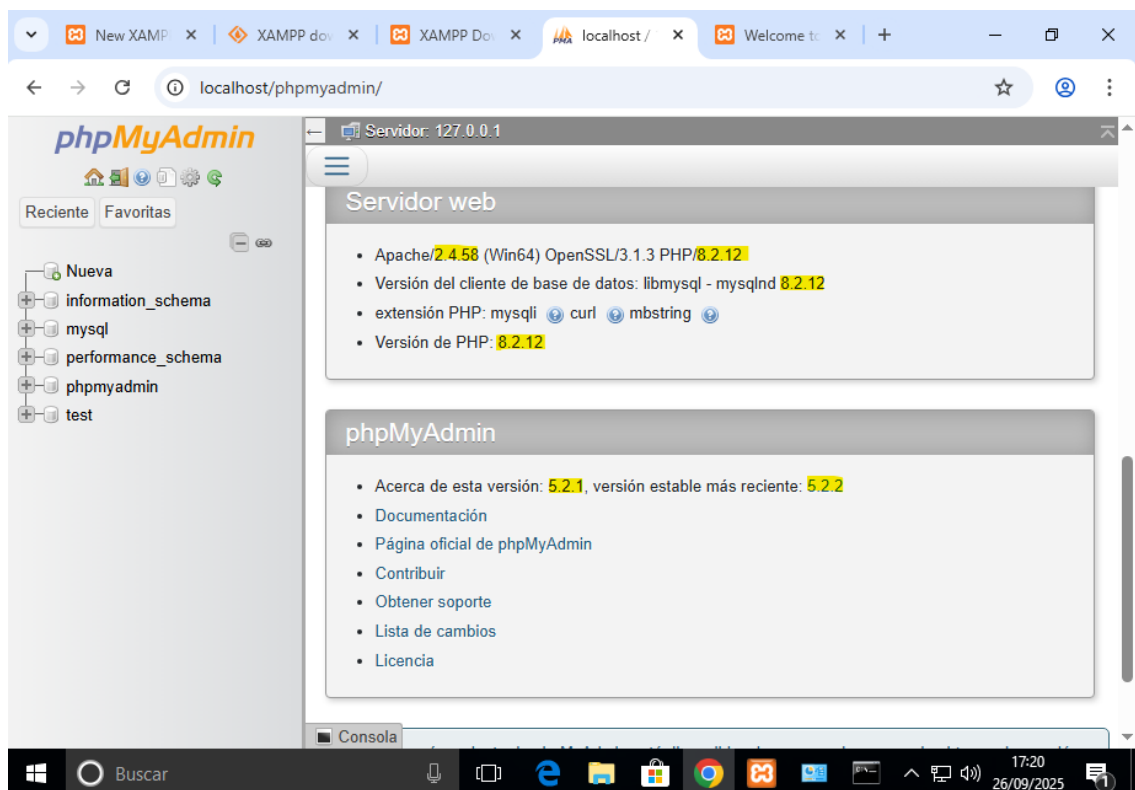 New XAMP
XAMPP dov
XAMPP Dov
localhost /
Welcome to
localhost/phpmyadmin/
phpMyAdmin
Reciente
Favoritas
Nueva
information_schema
mysql
performance_schema
phpmyadmin
test
Servidor: 127.0.0.1
Servidor web
Apache/2.4.58 (Win64) OpenSSL/3.1.3 PHP/8.2.12
Versión del cliente de base de datos: libmysql - mysqlnd 8.2.12
extensión PHP: mysqli curl mbstring
Versión de PHP: 8.2.12
phpMyAdmin
Acerca de esta versión: 5.2.1, versión estable más reciente: 5.2.2
Documentación
Página oficial de phpMyAdmin
Contribuir
Obtener soporte
Lista de cambios
Licencia
Consola
Buscar
17:20
26/09/2025
1